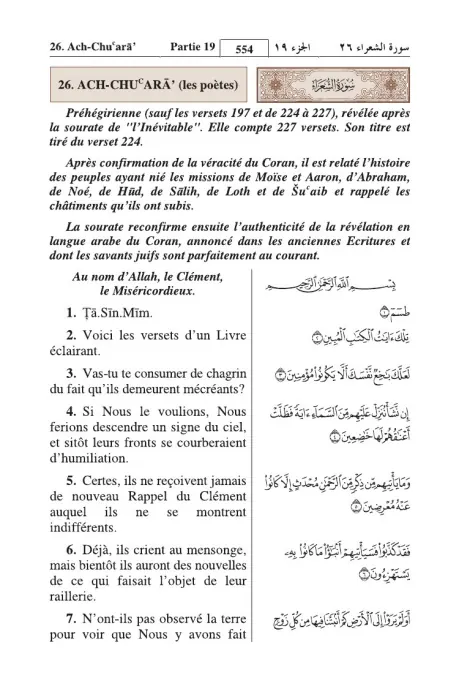 26. Ach-Chuᶜarā’ Partie 19 554 الجزء ١٩ سورة الشعراء ٢٦
26. ACH-CHUᶜARĀ’ (les poètes) سُورَةُ الشُّعَرَاءِ
Préhégirienne (sauf les versets 197 et de 224 à 227), révélée après
la sourate de "l’Inévitable". Elle compte 227 versets. Son titre est
tiré du verset 224.
Après confirmation de la véracité du Coran, il est relaté l’histoire
des peuples ayant nié les missions de Moïse et Aaron, d’Abraham,
de Noé, de Hūd, de Sālih, de Loth et de Šuᶜaib et rappelé les
châtiments qu’ils ont subis.
La sourate reconfirme ensuite l’authenticité de la révélation en
langue arabe du Coran, annoncé dans les anciennes Ecritures et
dont les savants juifs sont parfaitement au courant.
Au nom d’Allah, le Clément,
le Miséricordieux.
1. Ṭā.Sīn.Mīm.
2. Voici les versets d’un Livre
éclairant.
3. Vas-tu te consumer de chagrin
du fait qu’ils demeurent mécréants?
4. Si Nous le voulions, Nous
ferions descendre un signe du ciel,
et sitôt leurs fronts se courberaient
d’humiliation.
5. Certes, ils ne reçoivent jamais
de nouveau Rappel du Clément
auquel ils ne se montrent
indifférents.
6. Déjà, ils crient au mensonge,
mais bientôt ils auront des nouvelles
de ce qui faisait l’objet de leur
raillerie.
7. N’ont-ils pas observé la terre
pour voir que Nous y avons fait
بِسْمِ اللَّهِ الرَّحْمَٰنِ الرَّحِيمِ
طسٓمٓ ١
تِلْكَ ءَايَٰتُ ٱلْكِتَٰبِ ٱلْمُبِينِ ٢
لَعَلَّكَ بَٰخِعٌ نَّفْسَكَ أَلَّا يَكُونُوا۟ مُؤْمِنِينَ ٣
إِن نَّشَأْ نُنَزِّلْ عَلَيْهِم مِّنَ ٱلسَّمَآءِ ءَايَةً فَظَلَّتْ
أَعْنَٰقُهُمْ لَهَا خَٰضِعِينَ ٤
وَمَا يَأْتِيهِم مِّن ذِكْرٍ مِّنَ ٱلرَّحْمَٰنِ مُحْدَثٍ إِلَّا كَانُوا۟
عَنْهُ مُعْرِضِينَ ٥
فَقَدْ كَذَّبُوا۟ فَسَيَأْتِيهِمْ أَنۢبَٰٓؤُا۟ مَا كَانُوا۟ بِهِۦ
يَسْتَهْزِءُونَ ٦
أَوَلَمْ يَرَوْا۟ إِلَى ٱلْأَرْضِ كَمْ أَنۢبَتْنَا فِيهَا مِن كُلِّ زَوْجٍ